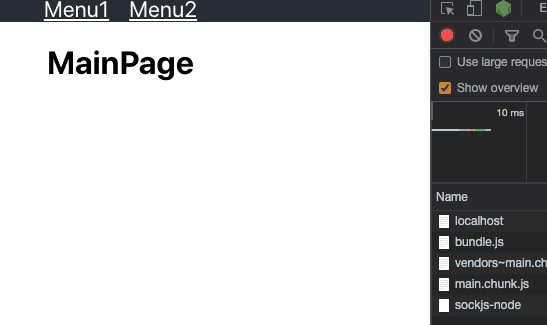 Menu1 Menu2
MainPage
E
Use large reques
Show overview
10 ms
Name
localhost
bundle.js
vendors~main.ch
main.chunk.js
sockjs-node